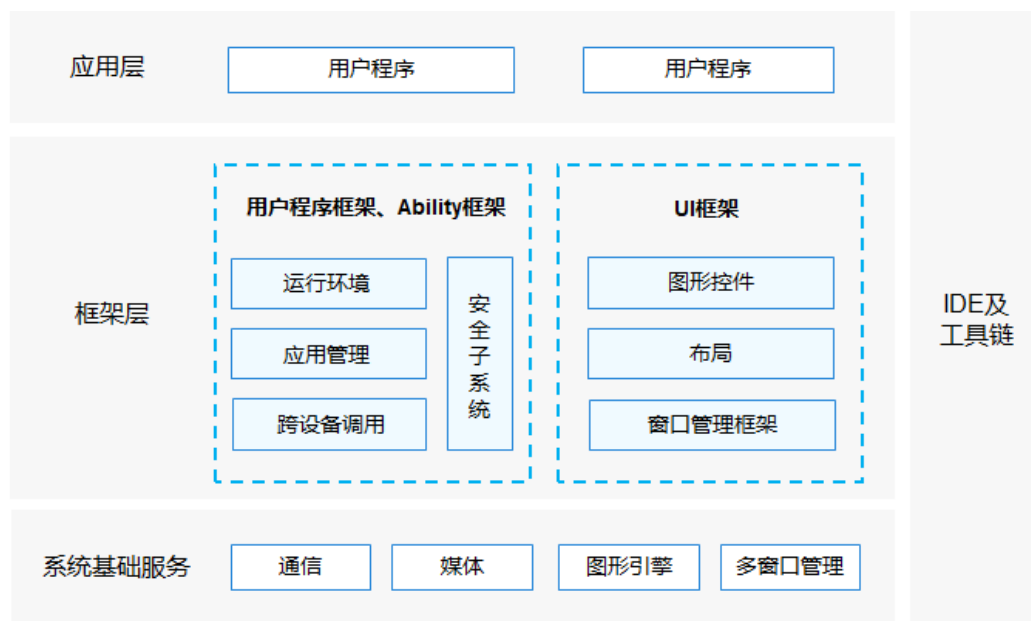 应用层
用户程序
用户程序
框架层
用户程序框架、Ability框架
运行环境
应用管理
跨设备调用
安
全
子
系
统
UI框架
图形控件
布局
窗口管理框架
系统基础服务
通信
媒体
图形引擎
多窗口管理
IDE及
工具链